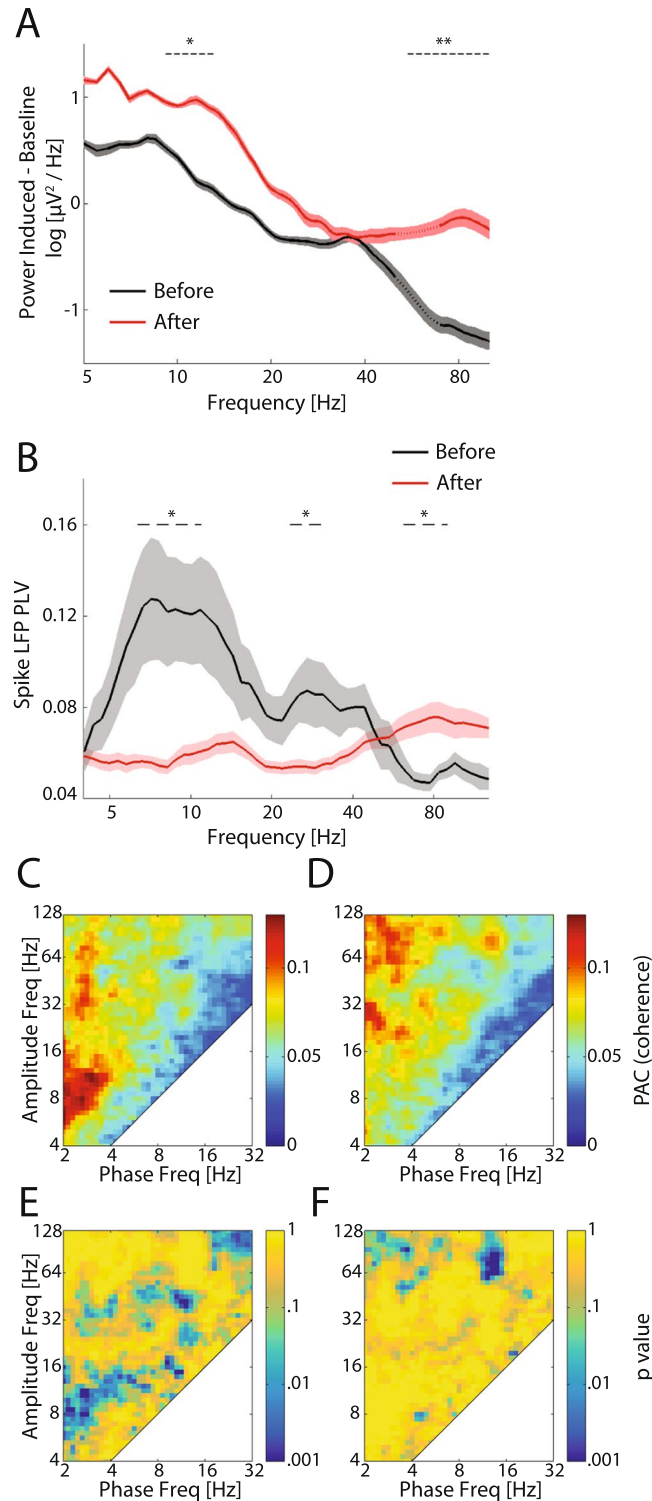 A
* **
Power Induced - Baseline
log [µV² / Hz]
1
0
-1
Before
After
5 10 20 40 80
Frequency [Hz]
B
Before
After
* * *
Spike LFP PLV
0.16
0.12
0.08
0.04
5 10 20 40 80
Frequency [Hz]
C D
Amplitude Freq [Hz]
128
64
32
16
8
4
2 4 8 16 32
Phase Freq [Hz]
0.1
0.05
0
128
64
32
16
8
4
2 4 8 16 32
Phase Freq [Hz]
0.1
0.05
0
PAC (coherence)
E F
Amplitude Freq [Hz]
128
64
32
16
8
4
2 4 8 16 32
Phase Freq [Hz]
1
.1
.01
.001
128
64
32
16
8
4
2 4 8 16 32
Phase Freq [Hz]
1
.1
.01
.001
p value